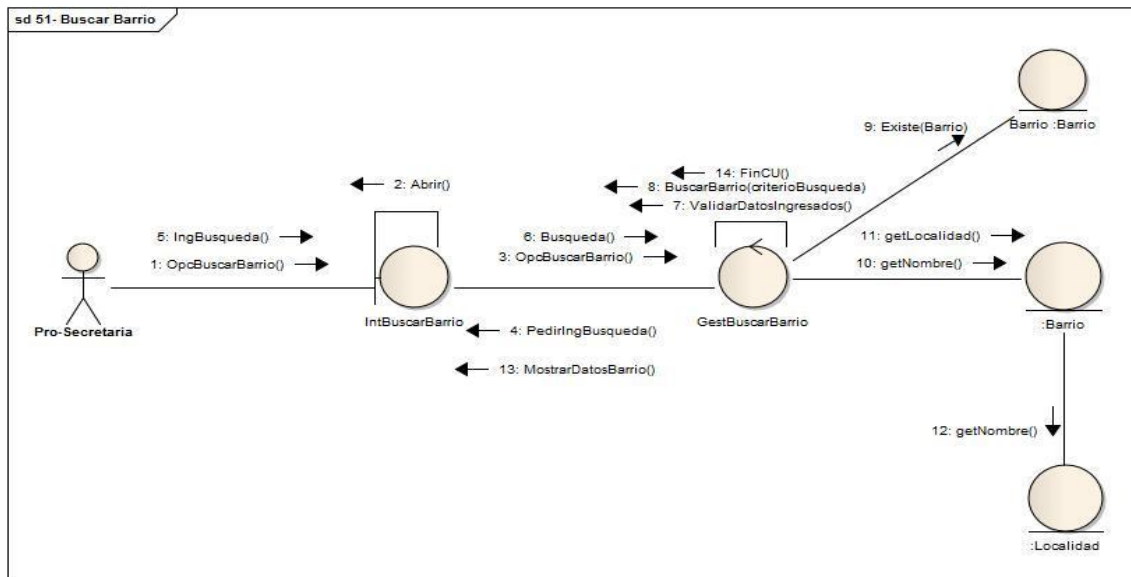 sd 51- Buscar Barrio
9: Existe(Barrio)
Barrio :Barrio
14: FinCU()
2: Abrir()
8: BuscarBarrio(criterioBusqueda)
7: ValidarDatosIngresados()
5: IngBusqueda()
6: Busqueda()
11: getLocalidad()
1: OpcBuscarBarrio()
3: OpcBuscarBarrio()
10: getNombre()
IntBuscarBarrio
GestBuscarBarrio
:Barrio
Pro-Secretaria
4: PedirIngBusqueda()
13: MostrarDatosBarrio()
12: getNombre()
:Localidad